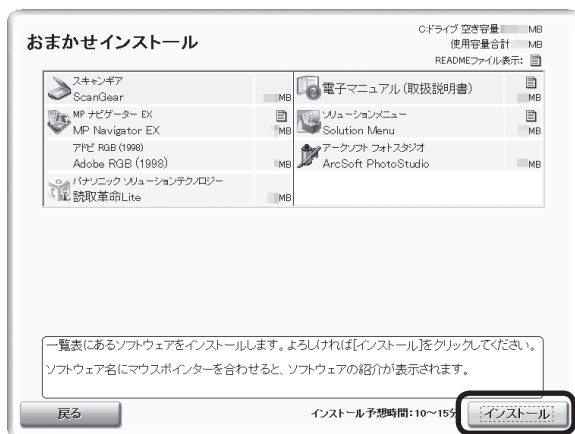 おまかせインストール
C:ドライブ 空き容量 MB
使用容量合計 MB
READMEファイル表示:
スキャンギア
ScanGear MB
電子マニュアル(取扱説明書) MB
MP ナビゲーター EX
MP Navigator EX MB
ソリューションメニュー
Solution Menu MB
アドビ RGB (1998)
Adobe RGB (1998) MB
アークソフト フォトスタジオ
ArcSoft PhotoStudio MB
パナソニック ソリューションテクノロジー
読取革命Lite MB
一覧表にあるソフトウェアをインストールします。よろしければ[インストール]をクリックしてください。
ソフトウェア名にマウスポインターを合わせると、ソフトウェアの紹介が表示されます。
戻る
インストール予想時間:10~15分
インストール